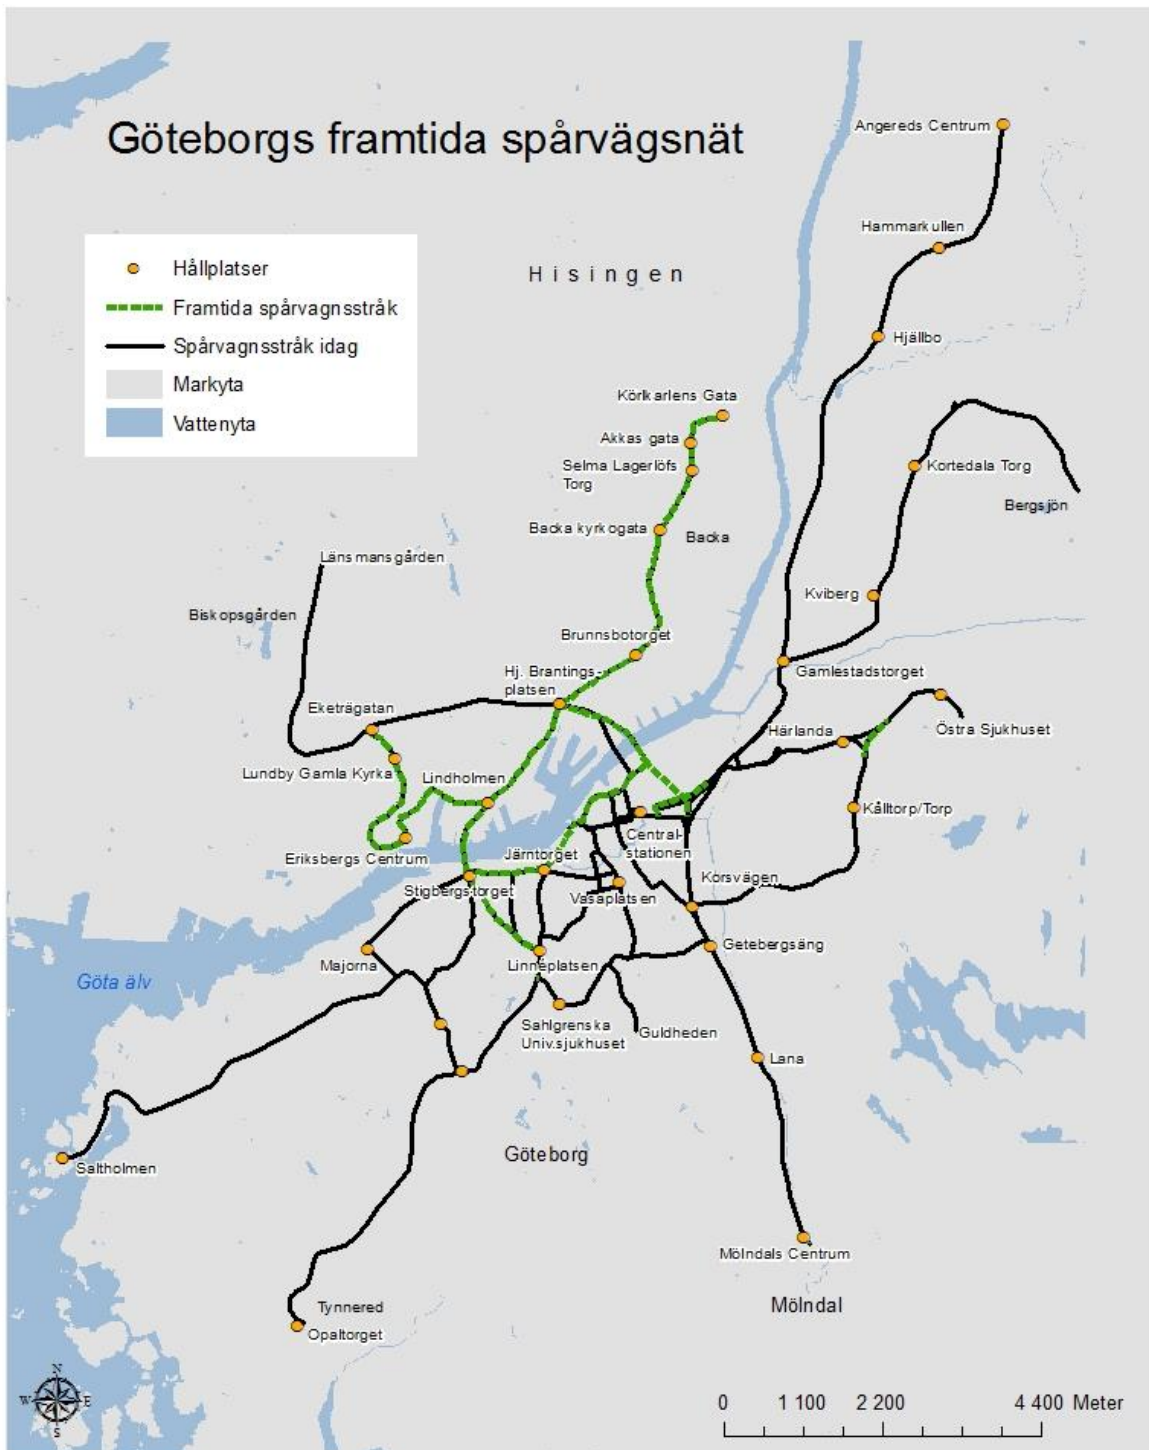 Göteborgs framtida spårvägsnät
Hållplatser
Framtida spårvagnsstråk
Spårvagnsstråk idag
Markyta
Vattenyta
Hisingen
Angereds Centrum
Hammarkullen
Hjällbo
Körlkarlens Gata
Akkas gata
Selma Lagerlöfs
Torg
Kortedala Torg
Bergsjön
Backa kyrkogata
Backa
Länsmansgården
Biskopsgården
Kviberg
Brunnsbotorget
Gamlestadstorget
Hj. Brantings-
platsen
Eketrägatan
Härlanda
Östra Sjukhuset
Lundby Gamla Kyrka
Lindholmen
Kålltorp/Torp
Central-
stationen
Eriksbergs Centrum
Järntorget
Stigbergstorget
Korsvägen
Vasaplatsen
Getebergsäng
Majorna
Linneplatsen
Göta älv
Sahlgrenska
Univ.sjukhuset
Guldheden
Lana
Göteborg
Saltholmen
Mölndals Centrum
Mölndal
Tynnered
Opaltorget
N
W
E
S
0 1 100 2 200 4 400 Meter